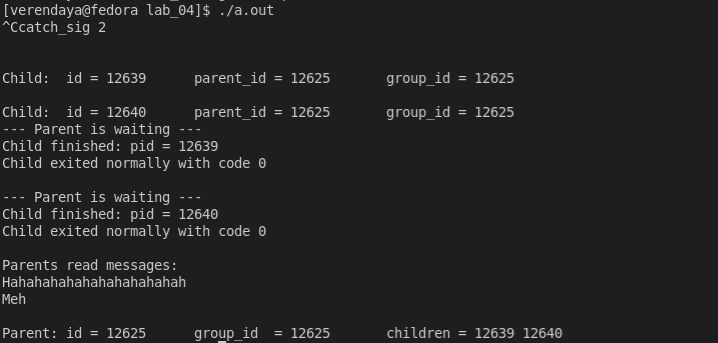 [verendaya@fedora lab_04]$ ./a.out
^Ccatch_sig 2
Child:  id = 12639      parent_id = 12625       group_id = 12625
Child:  id = 12640      parent_id = 12625       group_id = 12625
--- Parent is waiting ---
Child finished: pid = 12639
Child exited normally with code 0
--- Parent is waiting ---
Child finished: pid = 12640
Child exited normally with code 0
Parents read messages:
Hahahahahahahahahahahah
Meh
Parent: id = 12625      group_id  = 12625       children = 12639 12640